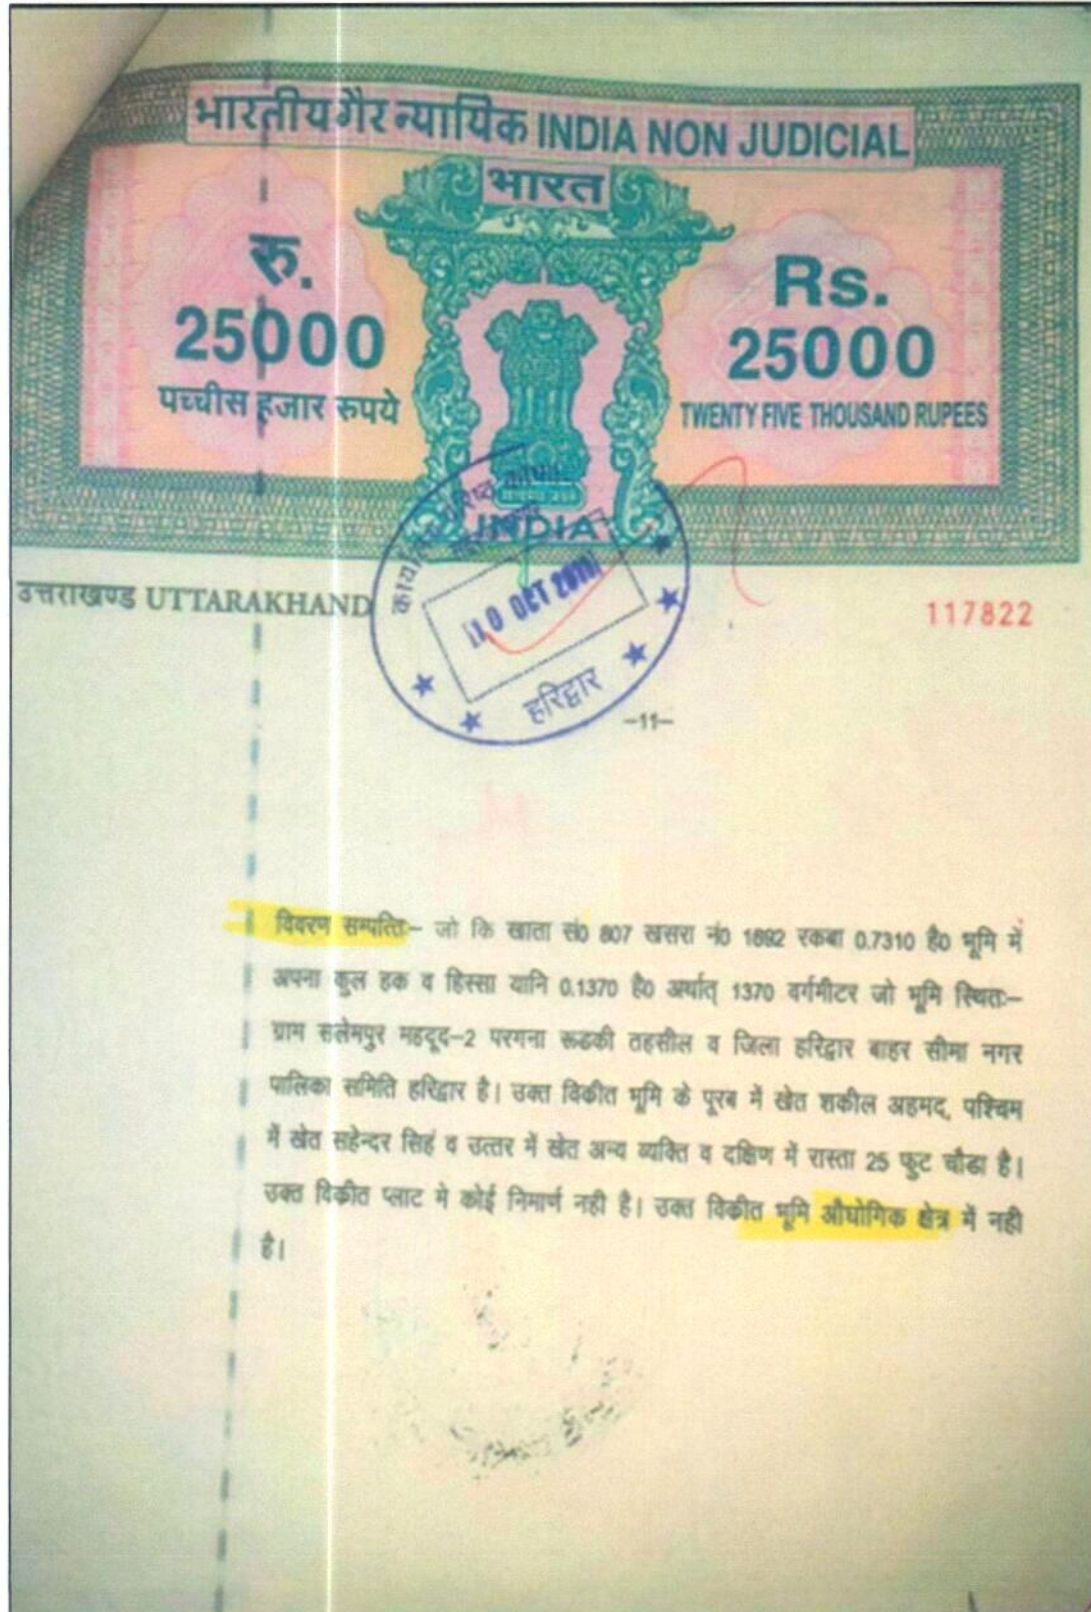 भारतीय गैर न्यायिक INDIA NON JUDICIAL
भारत
रु.
25000
पच्चीस हजार रुपये
Rs.
25000
TWENTY FIVE THOUSAND RUPEES
INDIA
10 OCT
हरिद्वार
उत्तराखण्ड UTTARAKHAND
117822
-11-
विवरण सम्पत्ति:- जो कि खाता सं0 807 खसरा नं0 1692 रकबा 0.7310 है0 भूमि में
अपना कुल हक व हिस्सा यानि 0.1370 है0 अर्थात् 1370 वर्गमीटर जो भूमि स्थित:-
ग्राम सलेमपुर महदूद-2 परगना रूडकी तहसील व जिला हरिद्वार बाहर सीमा नगर
पालिका समिति हरिद्वार है। उक्त विकीत भूमि के पूरब में खेत शकील अहमद, पश्चिम
में खेत सहेन्दर सिहं व उत्तर में खेत अन्य व्यक्ति व दक्षिण में रास्ता 25 फुट चौडा है।
उक्त विकीत प्लाट मे कोई निमार्ण नही है। उक्त विकीत भूमि औघोगिक क्षेत्र में नही
है।